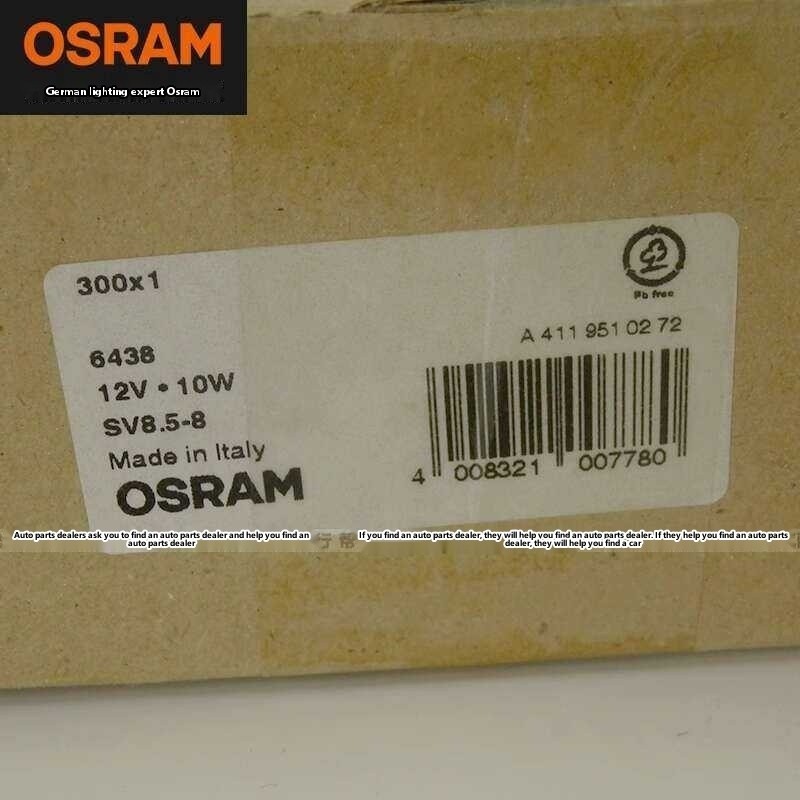 OSRAM
German lighting expert Osram
300x1
Pb free
A 411 951 02 72
6438
12V • 10W
SV8.5-8
Made in Italy
OSRAM
4 008321 007780
Auto parts dealers ask you to find an auto parts dealer and help you find an
auto parts dealer
If you find an auto parts dealer, they will help you find an auto parts dealer. If they help you find an auto parts
dealer, they will help you find a car